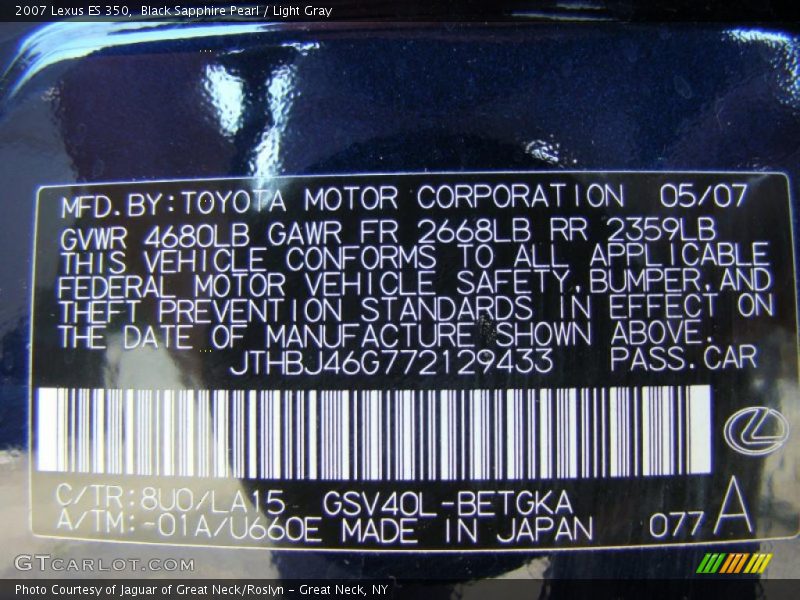 2007 Lexus ES 350, Black Sapphire Pearl / Light Gray
MFD.BY:TOYOTA MOTOR CORPORATION 05/07
GVWR 4680LB GAWR FR 2668LB RR 2359LB
THIS VEHICLE CONFORMS TO ALL APPLICABLE
FEDERAL MOTOR VEHICLE SAFETY,BUMPER,AND
THEFT PREVENTION STANDARDS IN EFFECT ON
THE DATE OF MANUFACTURE SHOWN ABOVE.
JTHBJ46G772129433 PASS.CAR
C/TR:8U0/LA15 GSV40L-BETGKA
A/TM:-01A/U660E MADE IN JAPAN 077 A
GTCARLOT.COM
Photo Courtesy of Jaguar of Great Neck/Roslyn - Great Neck, NY